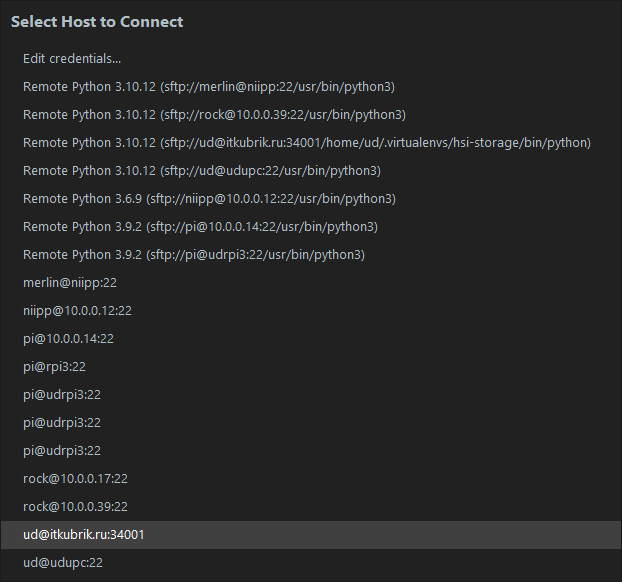 Select Host to Connect
Edit credentials...
Remote Python 3.10.12 (sftp://merlin@niipp:22/usr/bin/python3)
Remote Python 3.10.12 (sftp://rock@10.0.0.39:22/usr/bin/python3)
Remote Python 3.10.12 (sftp://ud@itkubrik.ru:34001/home/ud/.virtualenvs/hsi-storage/bin/python)
Remote Python 3.10.12 (sftp://ud@udupc:22/usr/bin/python3)
Remote Python 3.6.9 (sftp://niipp@10.0.0.12:22/usr/bin/python3)
Remote Python 3.9.2 (sftp://pi@10.0.0.14:22/usr/bin/python3)
Remote Python 3.9.2 (sftp://pi@udrpi3:22/usr/bin/python3)
merlin@niipp:22
niipp@10.0.0.12:22
pi@10.0.0.14:22
pi@rpi3:22
pi@udrpi3:22
pi@udrpi3:22
pi@udrpi3:22
rock@10.0.0.17:22
rock@10.0.0.39:22
ud@itkubrik.ru:34001
ud@udupc:22